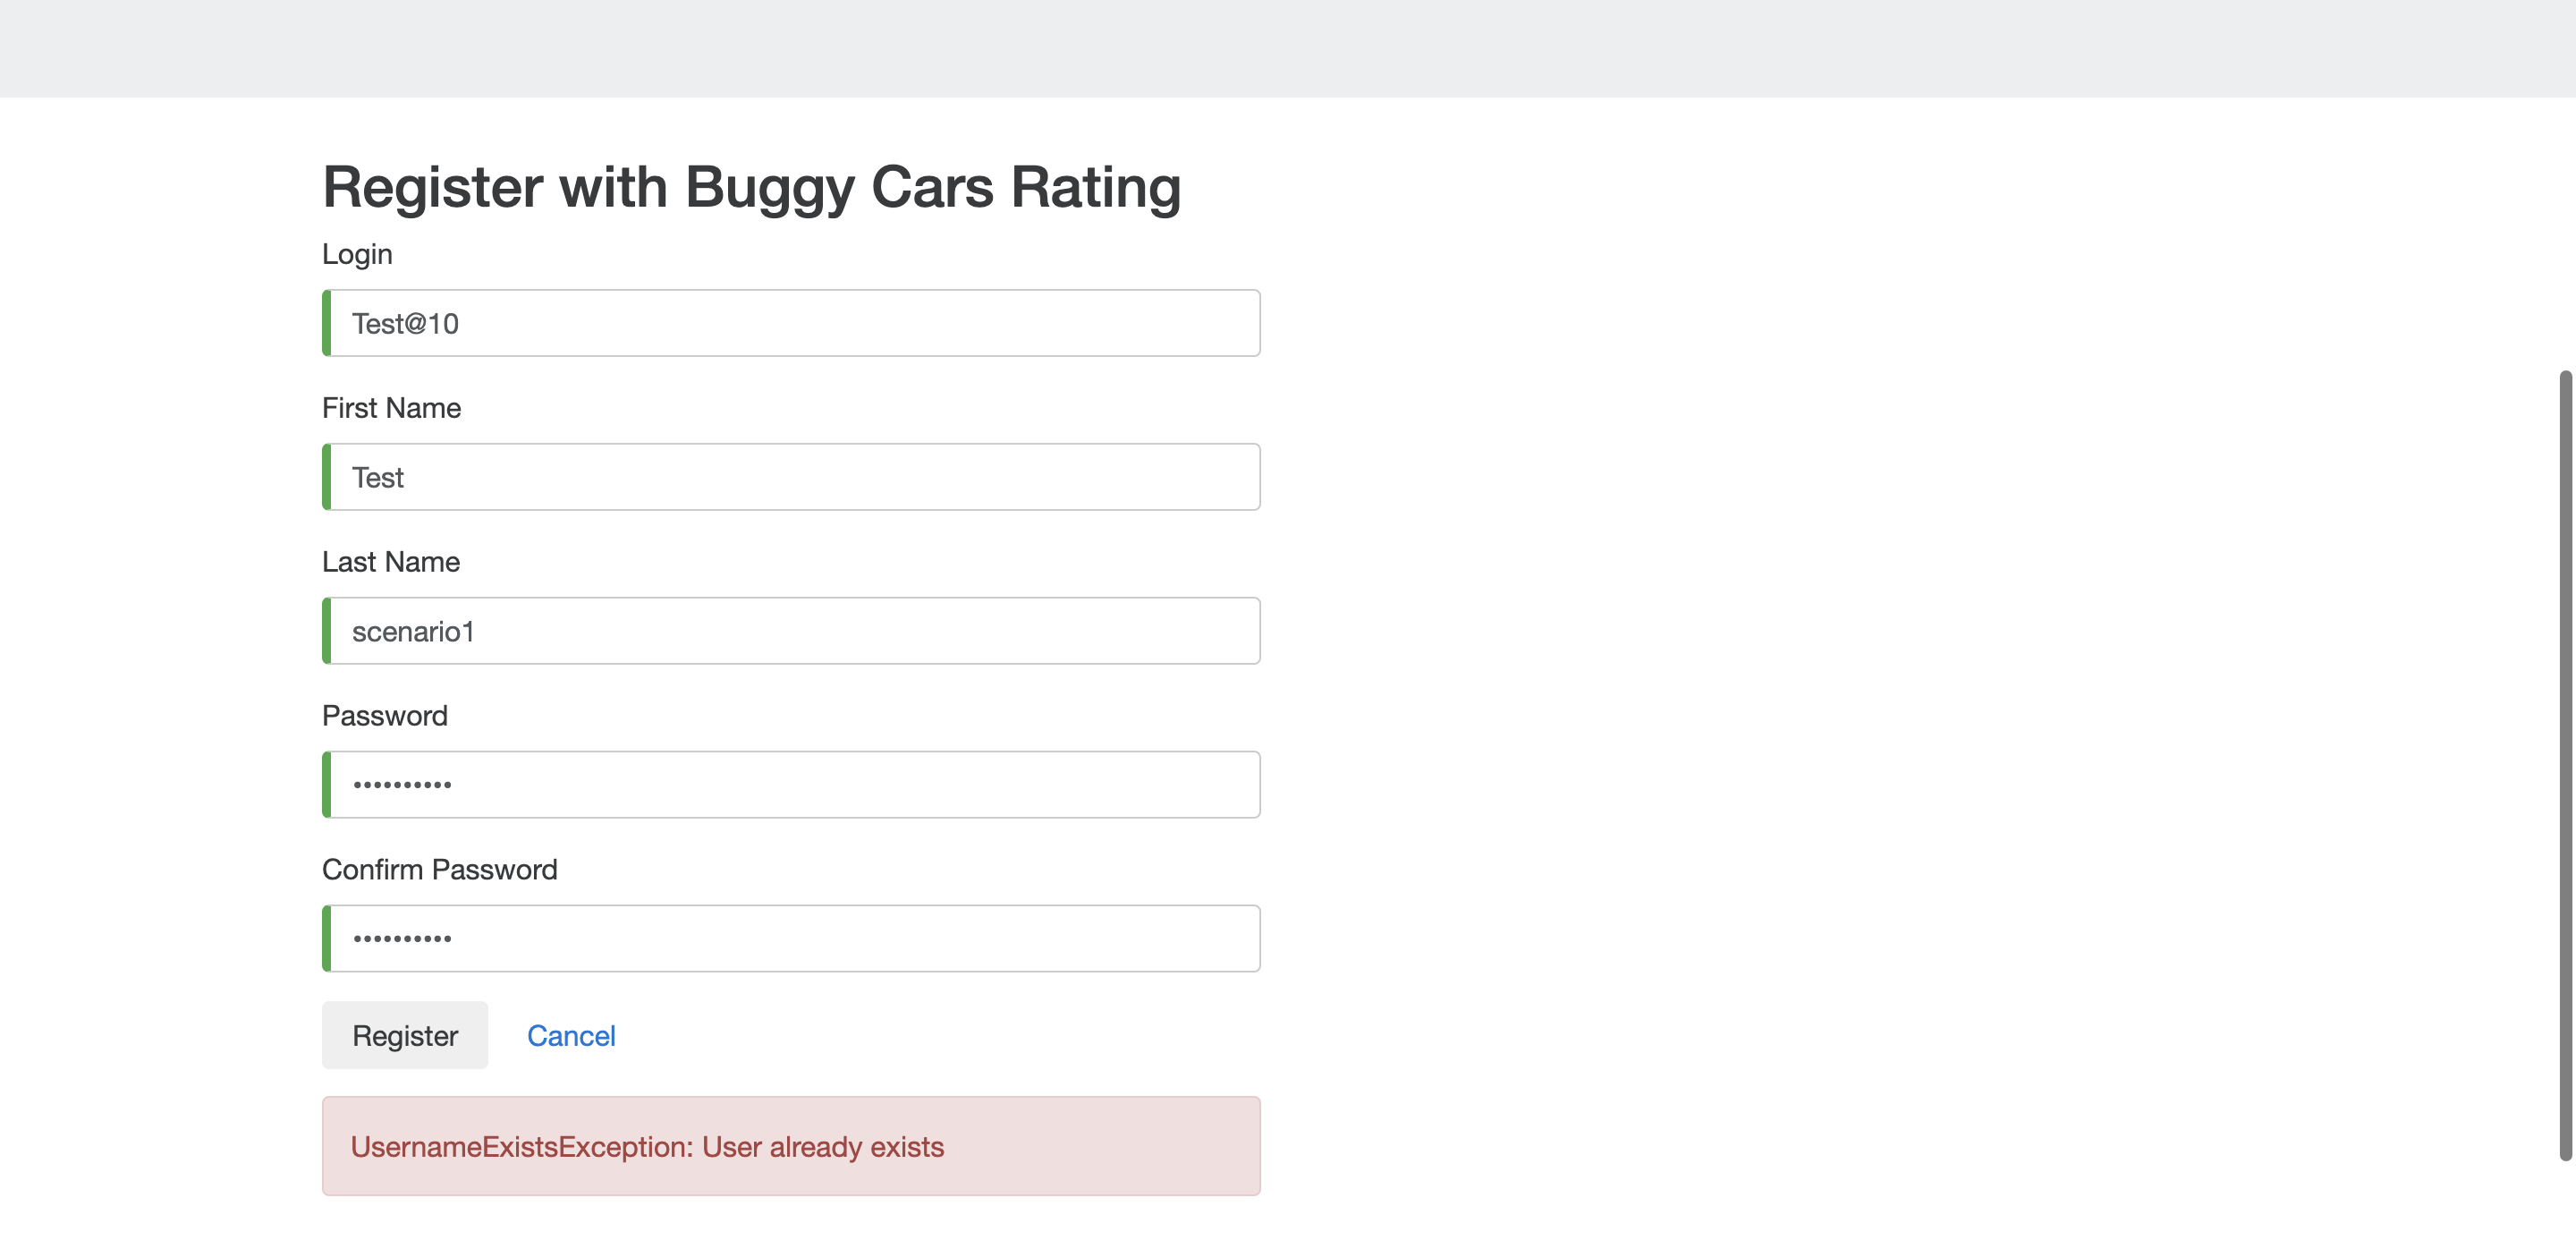 Register with Buggy Cars Rating
Login
Test@10
First Name
Test
Last Name
scenario1
Password
••••••••••
Confirm Password
••••••••••
Register Cancel
UsernameExistsException: User already exists